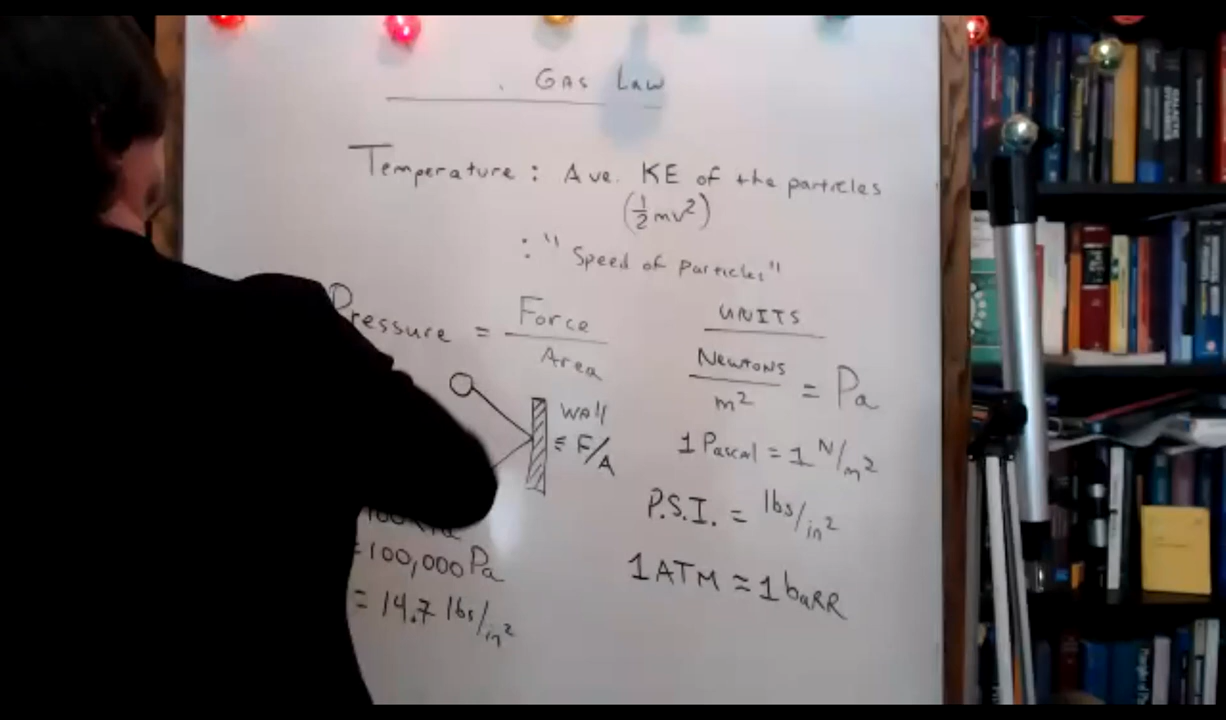 GAS LAW
Temperature : Ave. KE of the particles
(½mv²)
: "Speed of Particles"
Pressure = Force
Area
UNITS
Newtons
m²
= Pa
WAll
= F/A
1 Pascal = 1 N/m²
P.S.I. = lbs/in²
1 ATM ≈ 1 baRR
= 100,000 Pa
= 14.7 lbs/in²